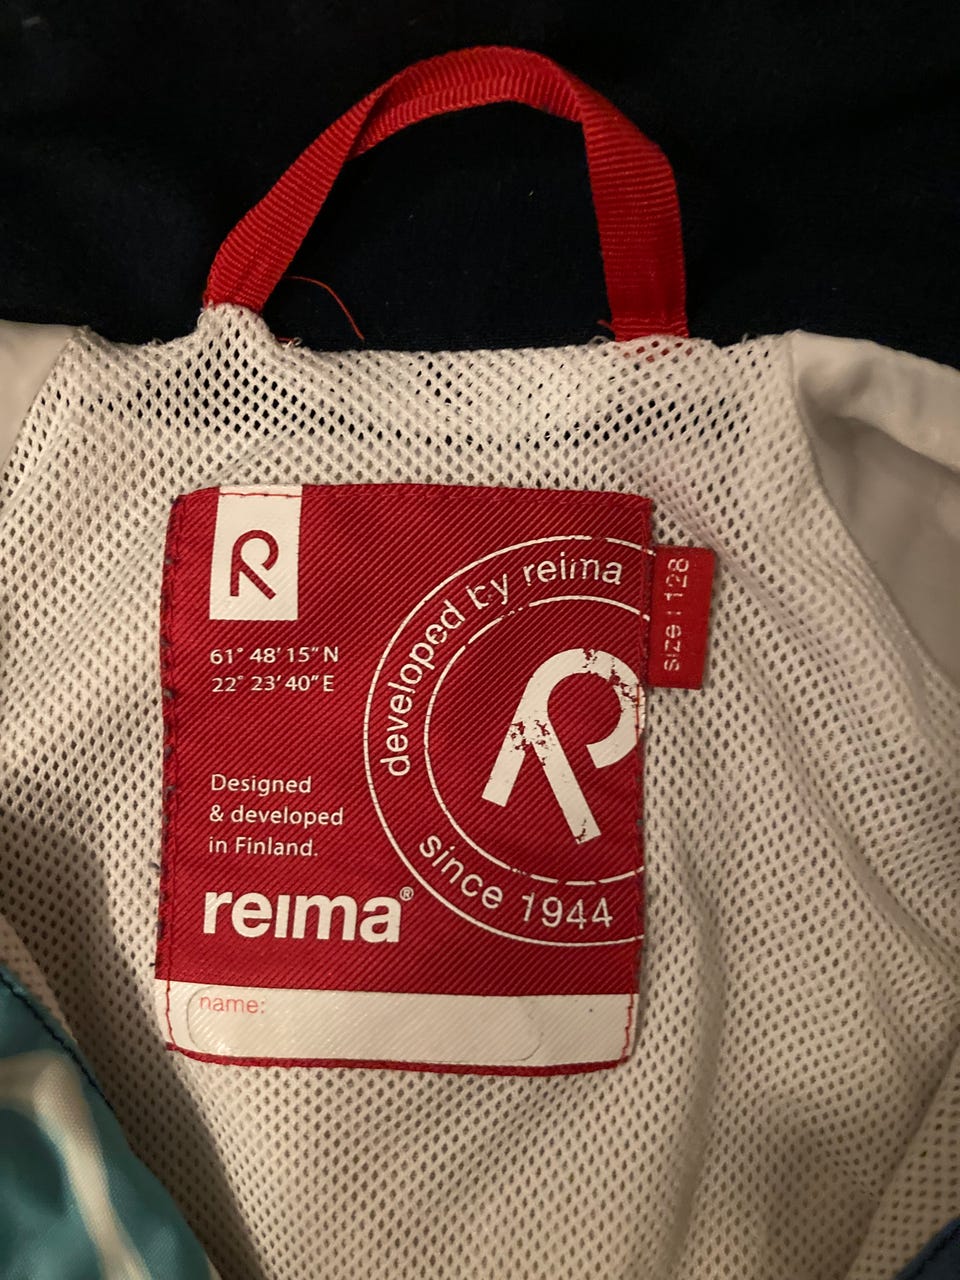 61° 48' 15" N
22° 23' 40" E
Designed
& developed
in Finland.
reima®
name:
developed by reima
since 1944
size | 128